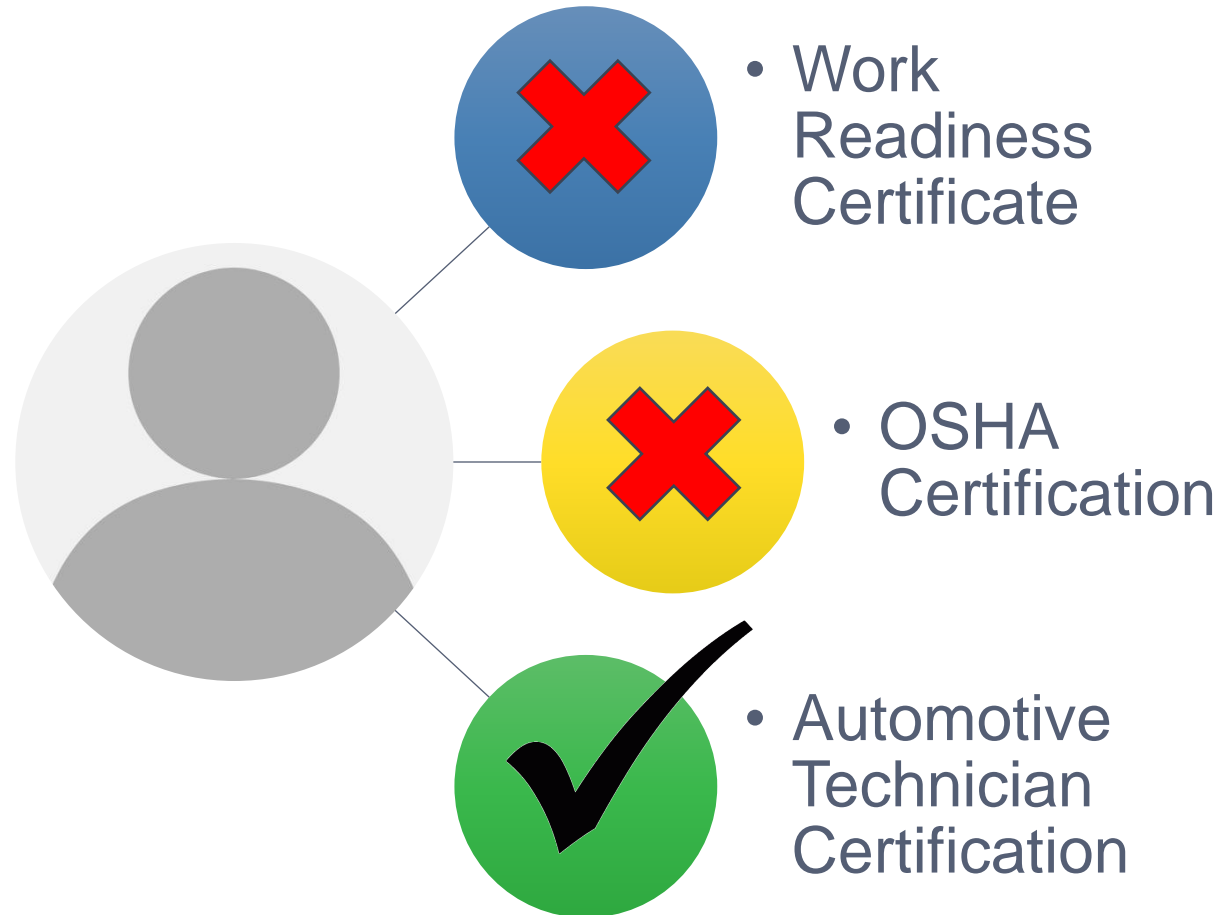 • Work
Readiness
Certificate
• OSHA
Certification
• Automotive
Technician
Certification